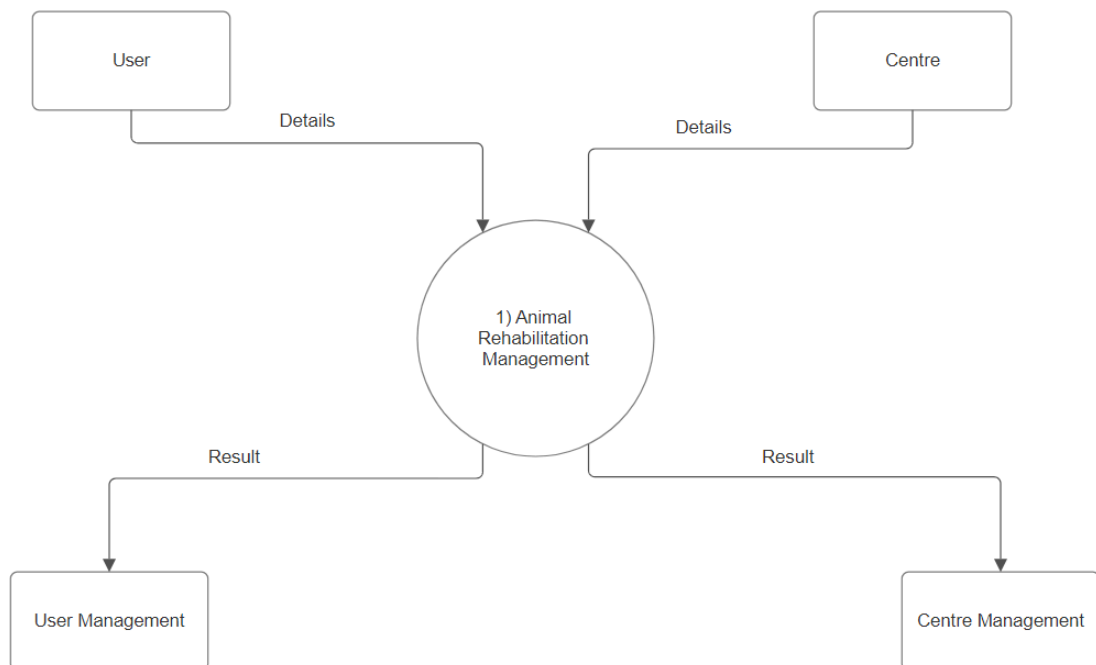 User
Centre
Details
Details
1) Animal
Rehabilitation
Management
Result
Result
User Management
Centre Management